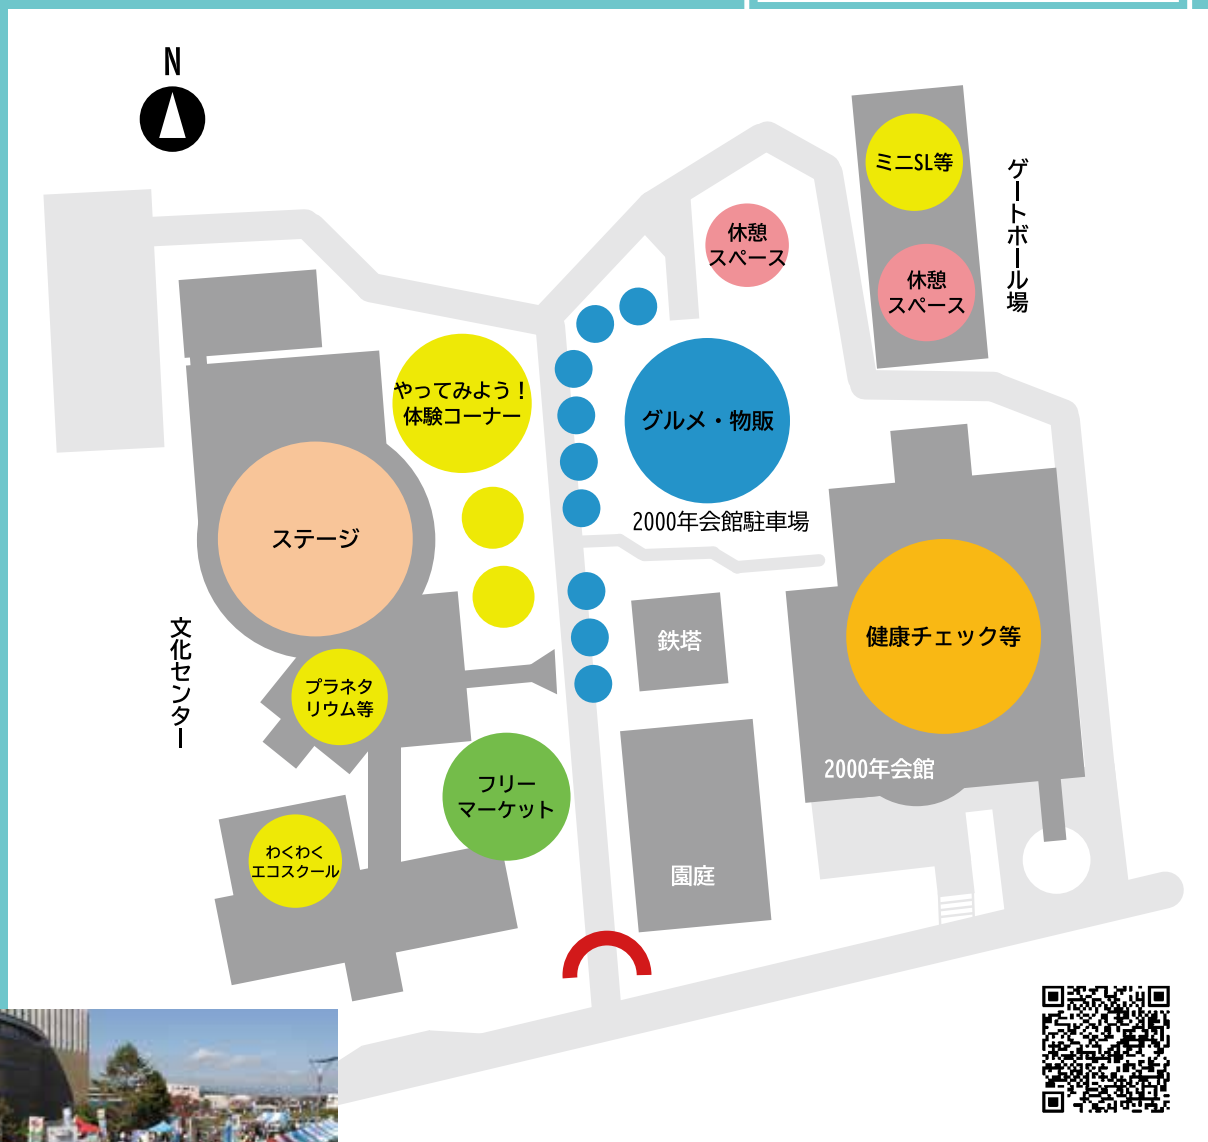 N
ミニSL等
ゲートボール場
休憩
スペース
休憩
スペース
やってみよう！
体験コーナー
グルメ・物販
2000年会館駐車場
ステージ
文化センター
鉄塔
健康チェック等
プラネタ
リウム等
2000年会館
フリー
マーケット
わくわく
エコスクール
園庭